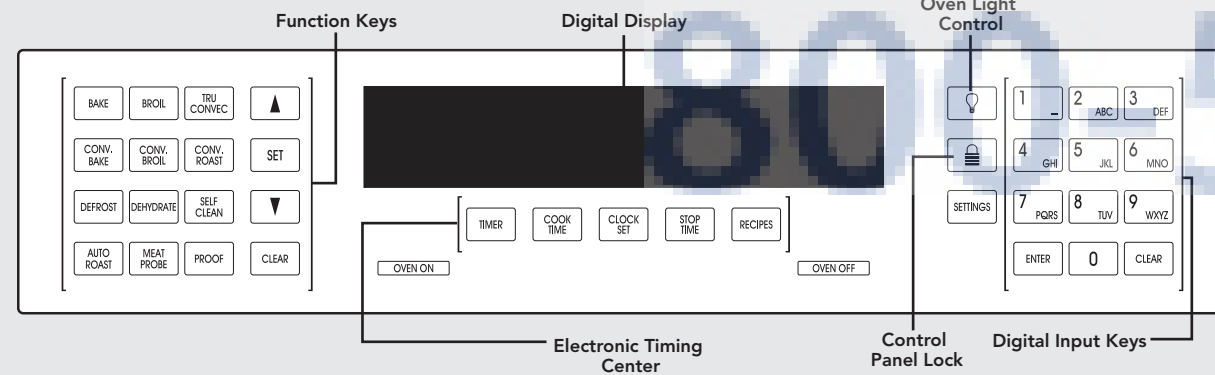 Function Keys
Digital Display
Oven Light
Control
BAKE
BROIL
TRU
CONVEC
▲
CONV.
BAKE
CONV.
BROIL
CONV.
ROAST
SET
DEFROST
DEHYDRATE
SELF
CLEAN
▼
AUTO
ROAST
MEAT
PROBE
PROOF
CLEAR
TIMER
COOK
TIME
CLOCK
SET
STOP
TIME
RECIPES
OVEN ON
OVEN OFF
SETTINGS
1 _
2 ABC
3 DEF
4 GHI
5 JKL
6 MNO
7 PQRS
8 TUV
9 WXYZ
ENTER
0
CLEAR
Electronic Timing
Center
Control
Panel Lock
Digital Input Keys
800-